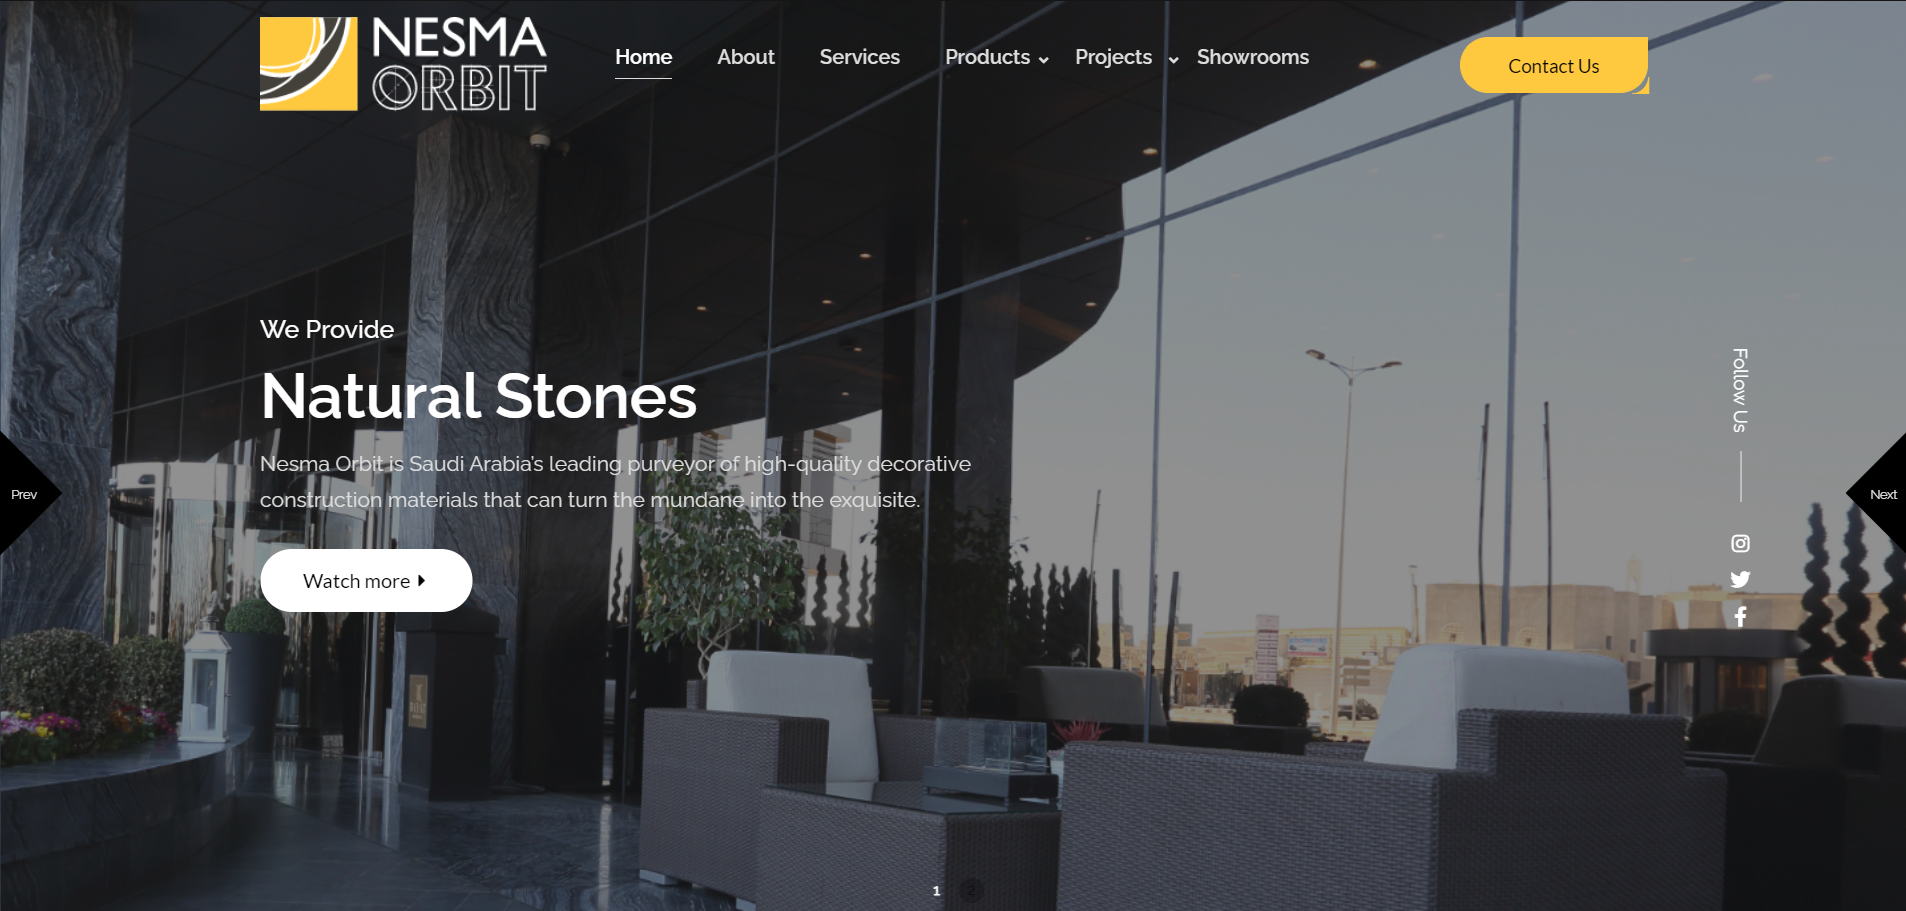 NESMA
ORBIT
Home
About
Services
Products
Projects
Showrooms
Contact Us
We Provide
Natural Stones
Nesma Orbit is Saudi Arabia's leading purveyor of high-quality decorative
construction materials that can turn the mundane into the exquisite.
Watch more
Prev
Next
Follow Us
1
2